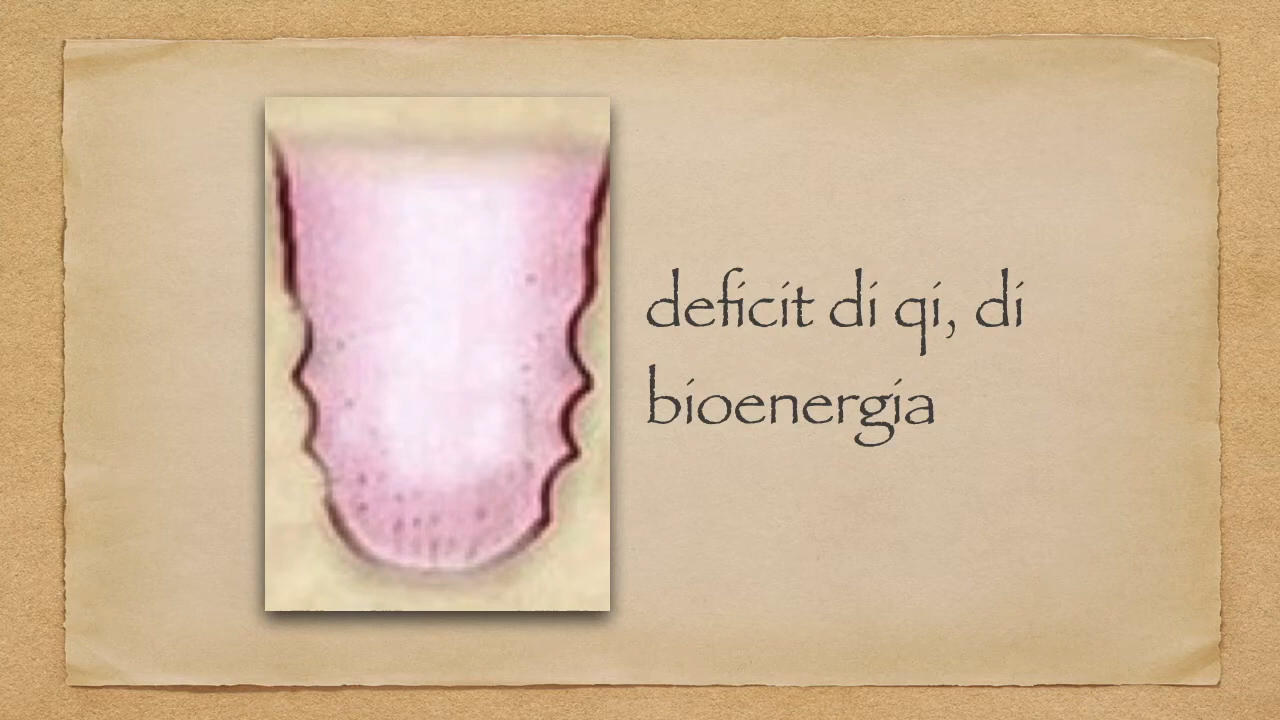 deficit di qi, di
bioenergia